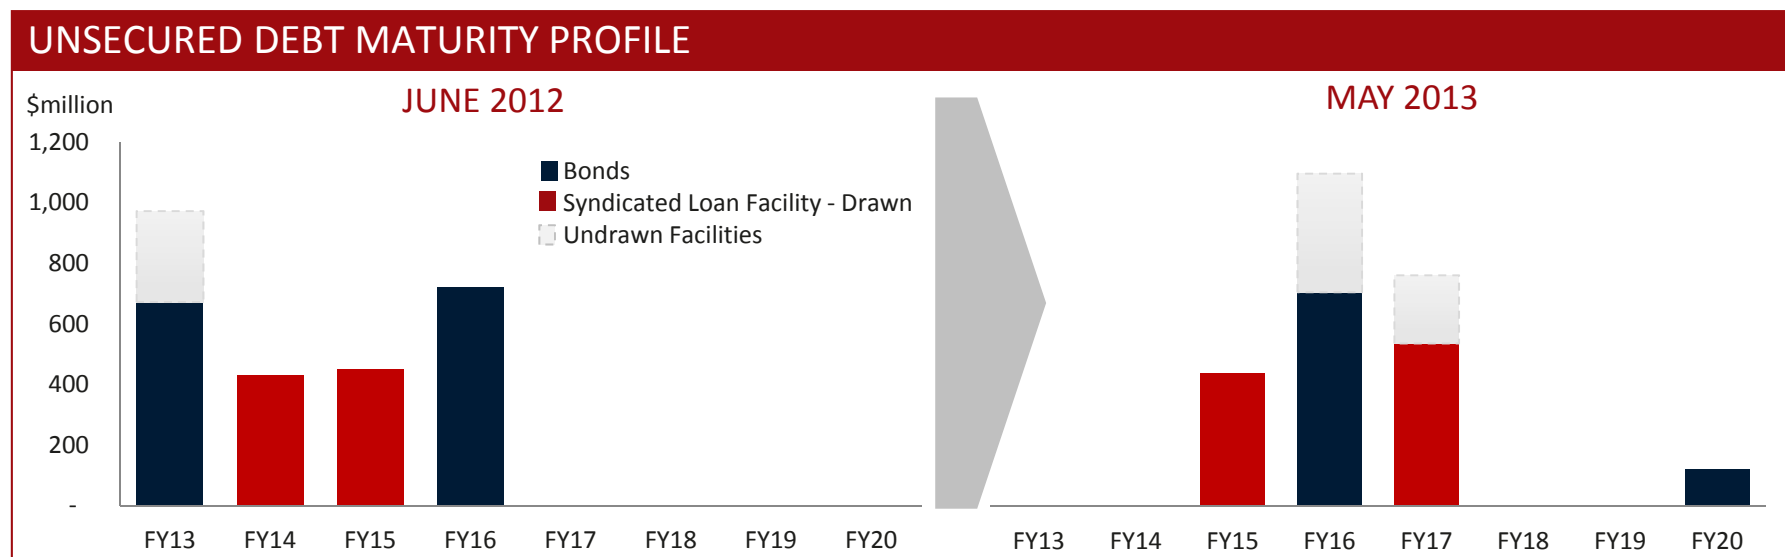 UNSECURED DEBT MATURITY PROFILE
$million
JUNE 2012
MAY 2013
1,200
1,000
800
600
400
200
-
Bonds
Syndicated Loan Facility - Drawn
Undrawn Facilities
FY13 FY14 FY15 FY16 FY17 FY18 FY19 FY20
FY13 FY14 FY15 FY16 FY17 FY18 FY19 FY20